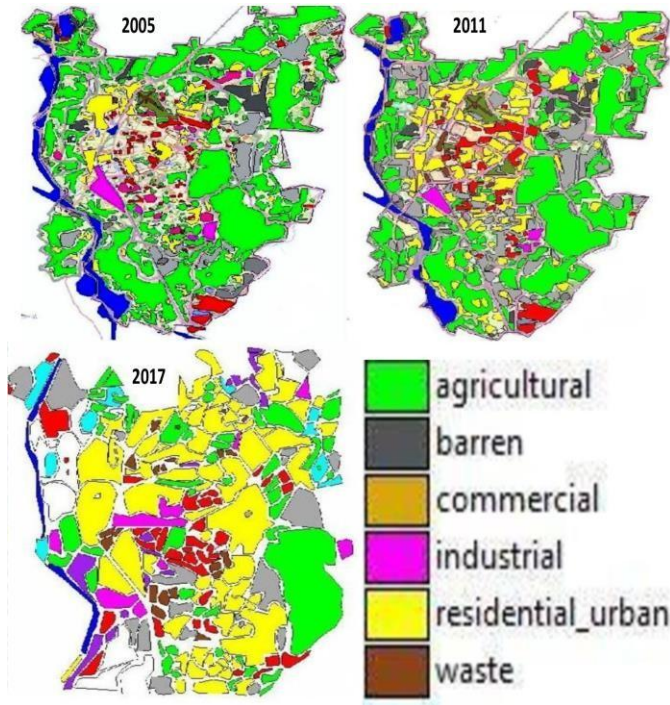 2005
2011
2017
agricultural
barren
commercial
industrial
residential_urban
waste